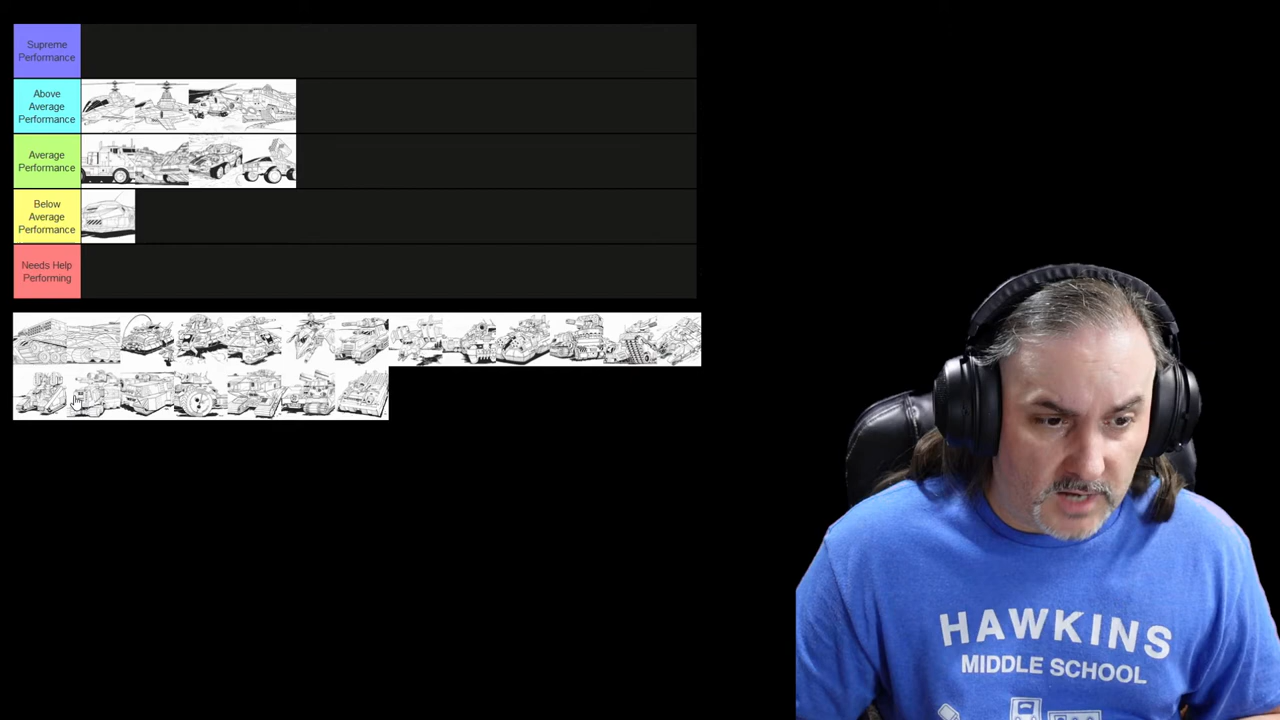 Supreme
Performance
Above
Average
Performance
Average
Performance
Below
Average
Performance
Needs Help
Performing
HAWKINS
MIDDLE SCHOOL